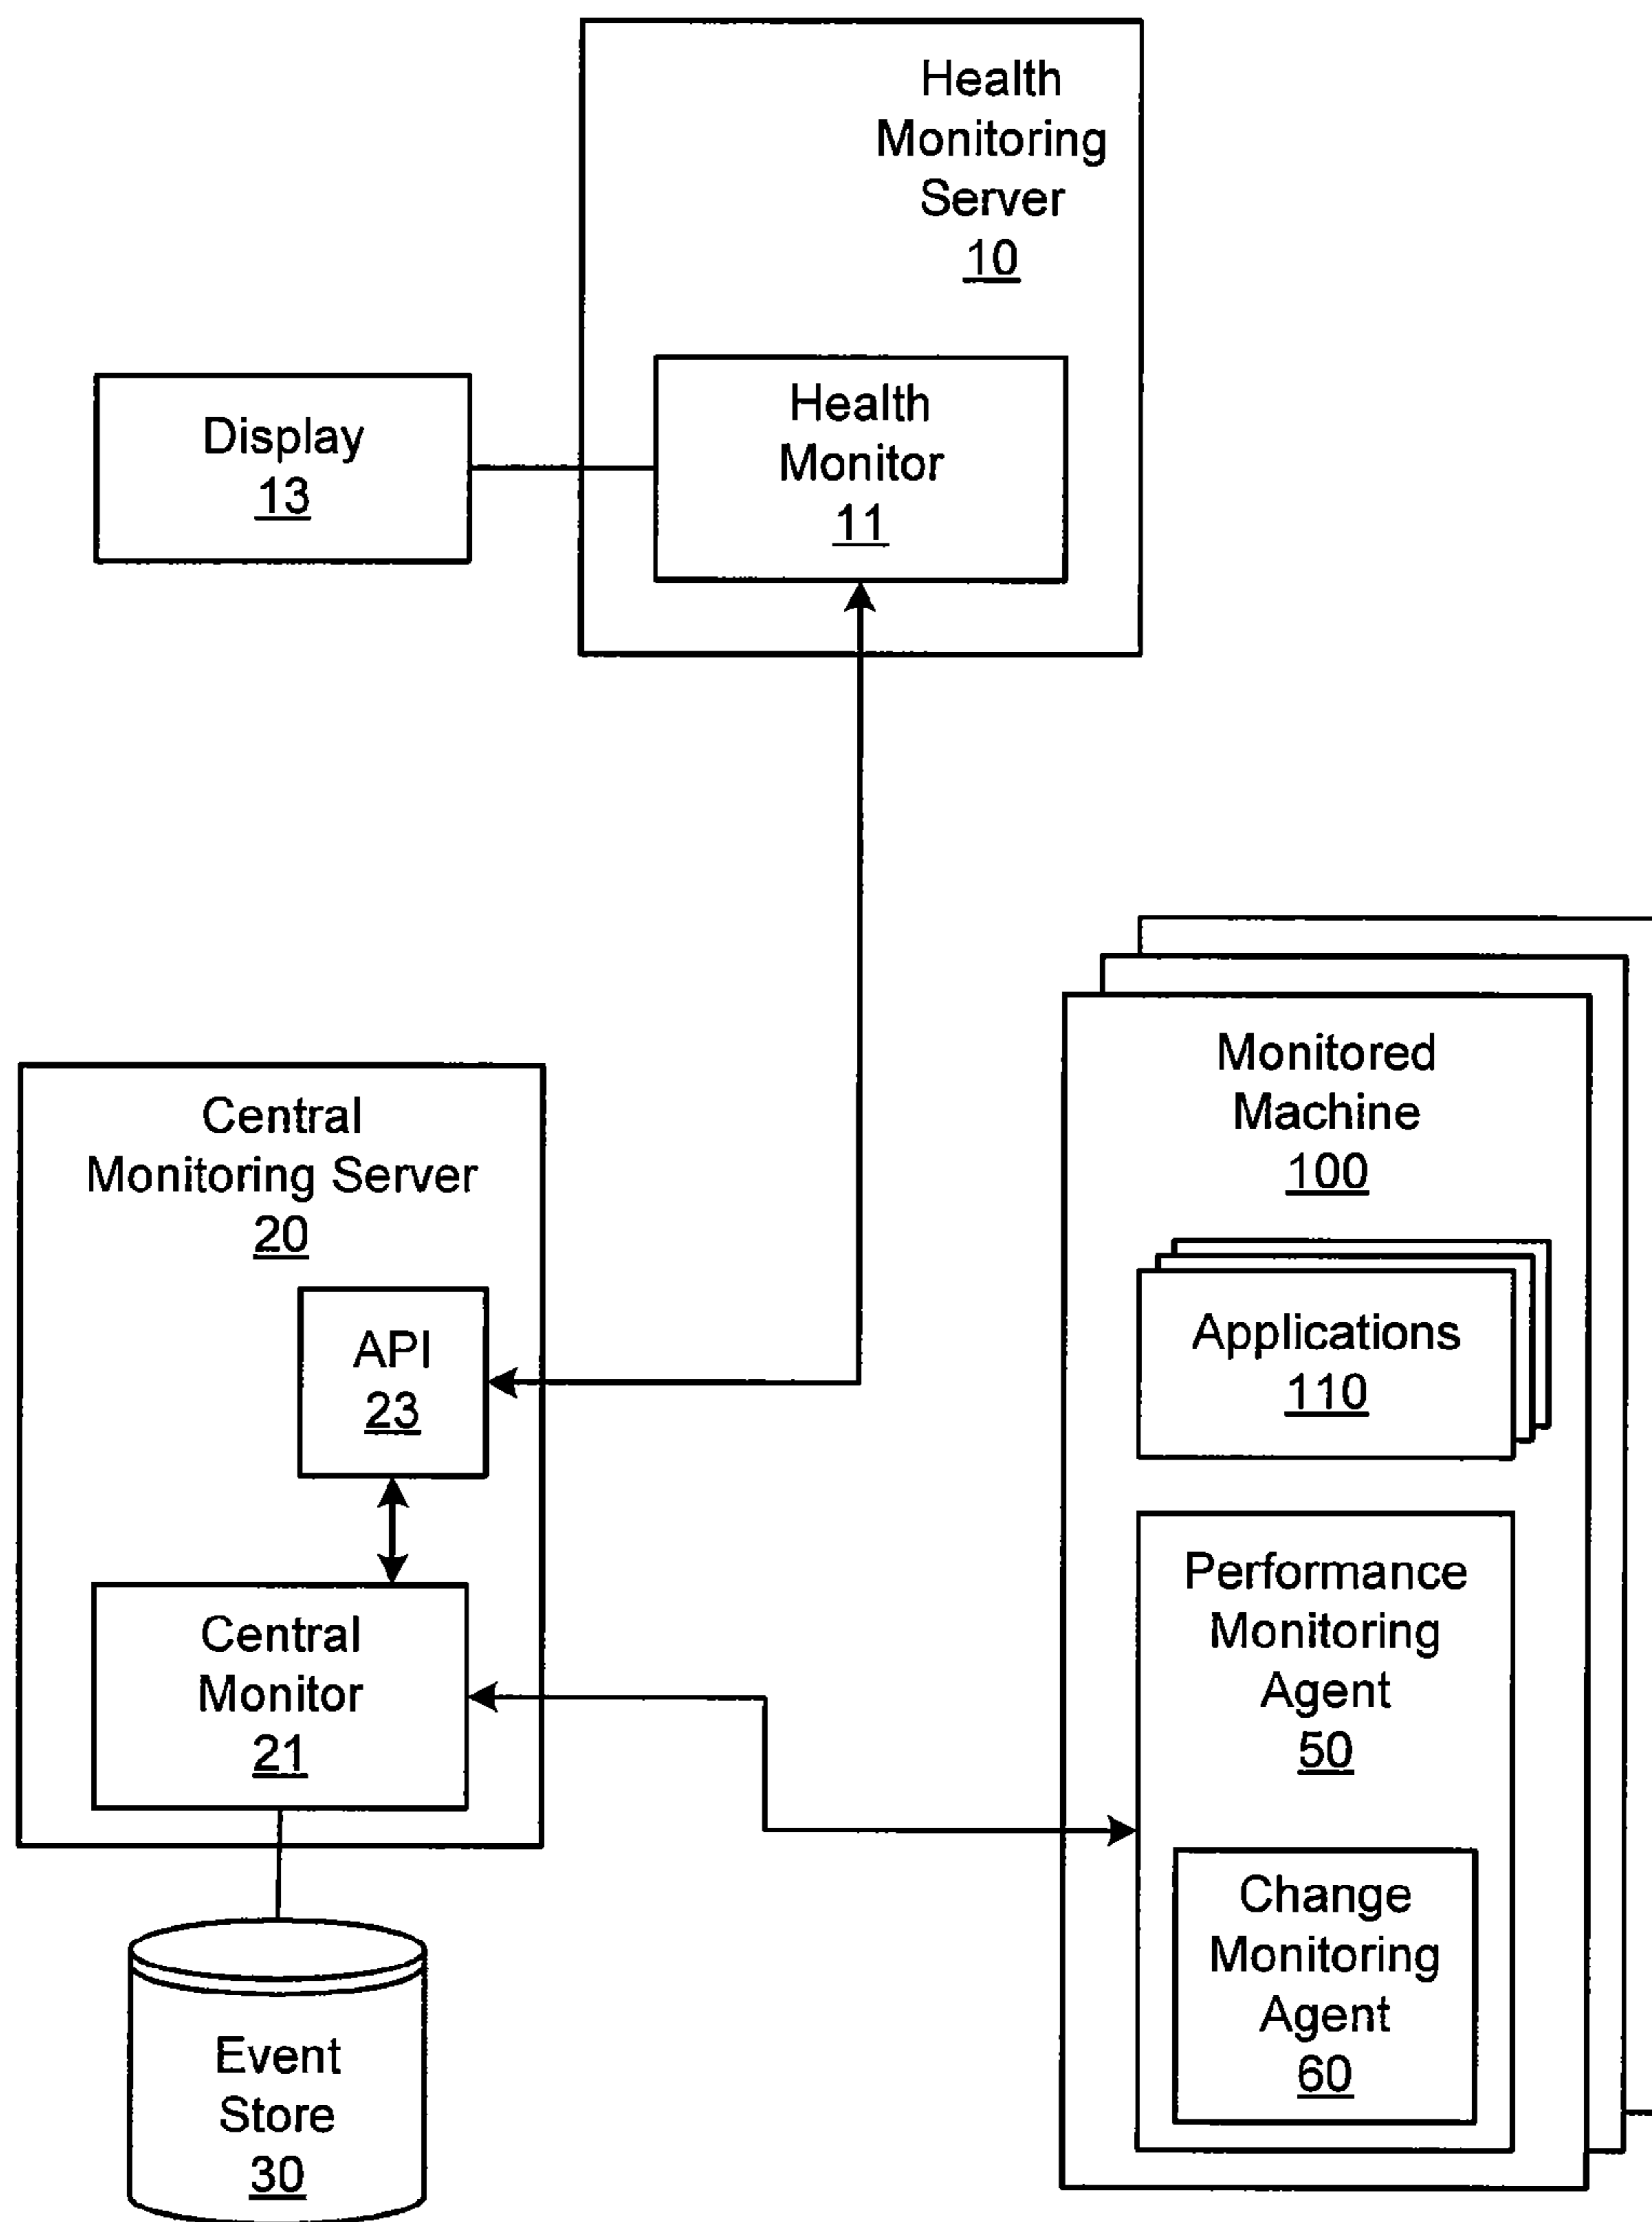 Health
Monitoring
Server
10
Display
13
Health
Monitor
11
Central
Monitoring Server
20
API
23
Central
Monitor
21
Event
Store
30
Monitored
Machine
100
Applications
110
Performance
Monitoring
Agent
50
Change
Monitoring
Agent
60